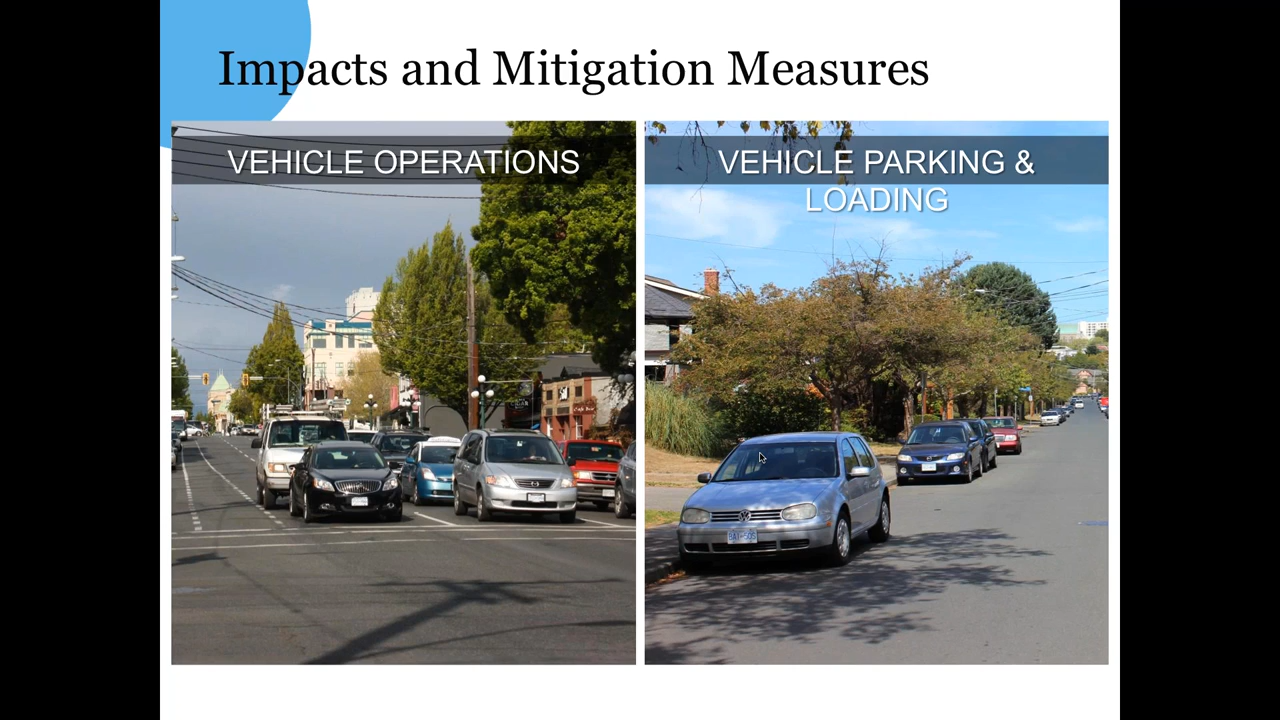 Impacts and Mitigation Measures
VEHICLE OPERATIONS
VEHICLE PARKING &
LOADING